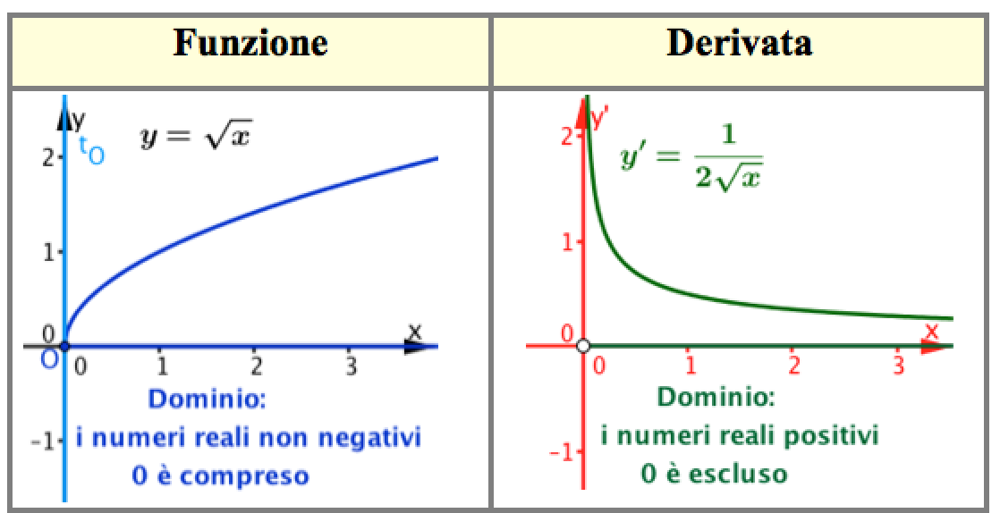 Funzione
Derivata
y
t₀
y = √x
2
1
0
x
O
0 1 2 3
Dominio:
-1
i numeri reali non negativi
0 è compreso
y'
2
y' = 1/(2√x)
1
0
x
0 1 2 3
Dominio:
i numeri reali positivi
-1
0 è escluso